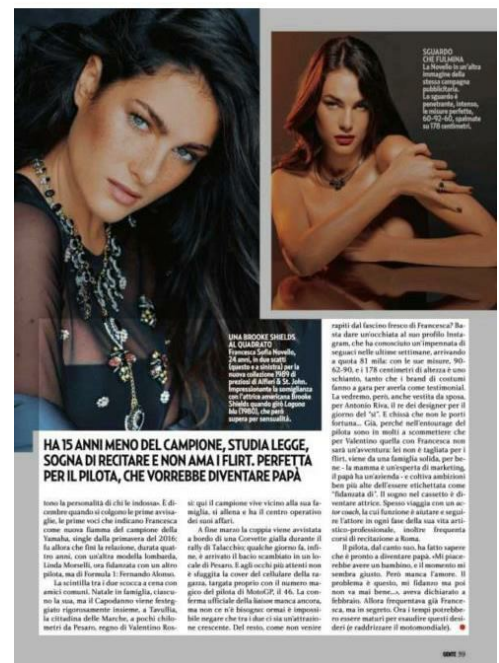 SGUARDO
CHE FULMINA
La Novello in un'altra
immagine della
stessa campagna
pubblicitaria.
Lo sguardo è
penetrante, intenso,
le misure perfette,
60-92-60, spalmate
su 178 centimetri.
UNA BROOKE SHIELDS
AL QUADRATO
Francesca Sofia Novello,
24 anni, in due scatti
(questo e a sinistra) per la
nuova collezione 1989 di
preziosi di Alfieri & St. John.
Impressionante la somiglianza
con l'attrice americana Brooke
Shields quando girò Laguna
blu (1980), che però
supera per sensualità.
HA 15 ANNI MENO DEL CAMPIONE, STUDIA LEGGE,
SOGNA DI RECITARE E NON AMA I FLIRT. PERFETTA
PER IL PILOTA, CHE VORREBBE DIVENTARE PAPÀ
tono la personalità di chi le indossa». È di-
cembre quando si colgono le prime avvisa-
glie, le prime voci che indicano Francesca
come nuova fiamma del campione della
Yamaha, single dalla primavera del 2016:
fu allora che finì la relazione, durata quat-
tro anni, con un'altra modella lombarda,
Linda Morselli, ora fidanzata con un altro
pilota, ma di Formula 1: Fernando Alonso.
La scintilla tra i due scocca a cena con
amici comuni. Natale in famiglia, ciascu-
no la sua, ma il Capodanno viene festeg-
giato rigorosamente insieme, a Tavullia,
la cittadina delle Marche, a pochi chilo-
metri da Pesaro, regno di Valentino Ros-
si: qui il campione vive vicino alla sua fa-
miglia, si allena e ha il centro operativo
dei suoi affari.
A fine marzo la coppia viene avvistata
a bordo di una Corvette gialla durante il
rally di Talacchio; qualche giorno fa, infi-
ne, è arrivato il bacio scambiato in un lo-
cale di Pesaro. E agli occhi più attenti non
è sfuggita la cover del cellulare della ra-
gazza, targata proprio con il numero ma-
gico del pilota di MotoGP, il 46. La con-
ferma ufficiale della liaison manca ancora,
ma non ce n'è bisogno: ormai è impossi-
bile negare che tra i due ci sia un'attrazio-
ne crescente. Del resto, come non venire
rapiti dal fascino fresco di Francesca? Ba-
sta dare un'occhiata al suo profilo Insta-
gram, che ha conosciuto un'impennata di
seguaci nelle ultime settimane, arrivando
a quota 81 mila: con le sue misure, 90-
62-90, e i 178 centimetri di altezza è uno
schianto, tanto che i brand di costumi
fanno a gara per averla come testimonial.
La vedremo, però, anche vestita da sposa,
per Antonio Riva, il re dei designer per il
giorno del "sì". E chissà che non le porti
fortuna... Già, perché nell'entourage del
pilota sono in molti a scommettere che
per Valentino quella con Francesca non
sarà un'avventura: lei non è tagliata per i
flirt, viene da una famiglia solida, per be-
ne - la mamma è un'esperta di marketing,
il papà ha un'azienda - e coltiva ambizioni
ben più alte dell'essere etichettata come
"fidanzata di". Il sogno nel cassetto è di-
ventare attrice. Spesso viaggia con un ac-
tor coach, la cui funzione è aiutare e segui-
re l'attore in ogni fase della sua vita arti-
stico-professionale, inoltre frequenta
corsi di recitazione a Roma.
Il pilota, dal canto suo, ha fatto sapere
che è pronto a diventare papà. «Mi piace-
rebbe avere un bambino, e il momento mi
sembra giusto. Però manca l'amore. Il
problema è questo, mi fidanzo ma poi
non va mai bene...», aveva dichiarato a
febbraio. Allora frequentava già France-
sca, ma in segreto. Ora i tempi potrebbe-
ro essere maturi per esaudire questi desi-
deri (e raddrizzare il motomondiale).
GENTE 59